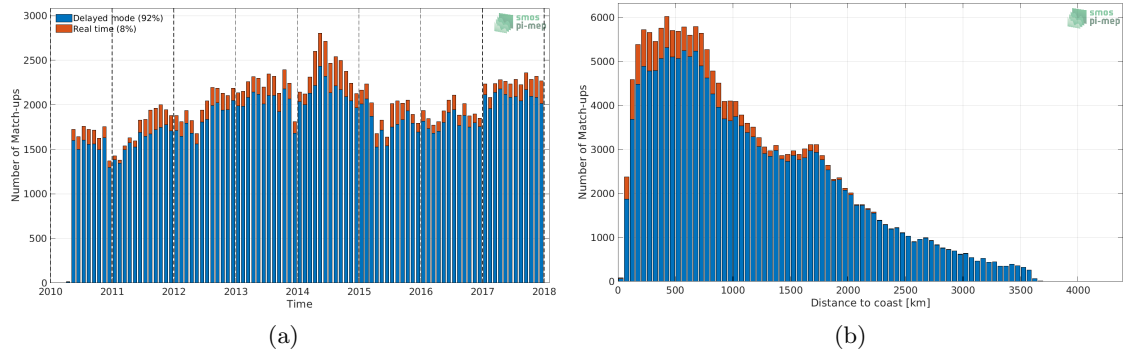 Delayed mode (92%)
Real time (8%)
smos
pi-mep
Number of Match-ups
3000
2500
2000
1500
1000
500
0
2010 2011 2012 2013 2014 2015 2016 2017 2018
Time
(a)
smos
pi-mep
Number of Match-ups
6000
5000
4000
3000
2000
1000
0
0 500 1000 1500 2000 2500 3000 3500 4000
Distance to coast [km]
(b)